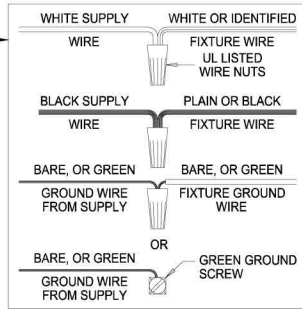 WHITE SUPPLY WHITE OR IDENTIFIED
WIRE FIXTURE WIRE
UL LISTED
WIRE NUTS
BLACK SUPPLY PLAIN OR BLACK
WIRE FIXTURE WIRE
BARE, OR GREEN BARE, OR GREEN
GROUND WIRE FIXTURE GROUND
FROM SUPPLY WIRE
OR
BARE, OR GREEN GREEN GROUND
SCREW
GROUND WIRE
FROM SUPPLY